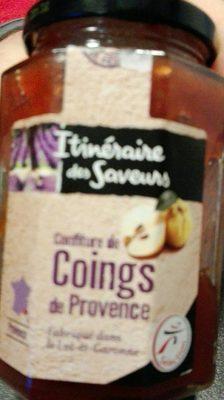 Itinéraire
des Saveurs
Confiture de
Coings
de Provence
Fabriqué dans
le Lot-et-Garonne